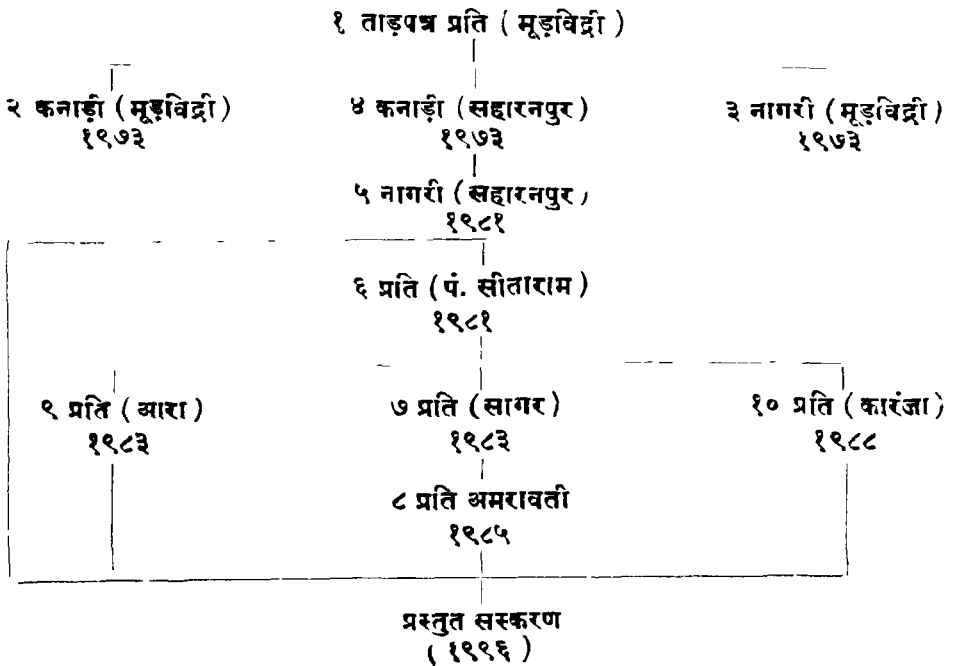 १ ताड़पत्र प्रति ( मूड़विद्री )
२ कनाड़ी ( मूड़विद्री )
१९७३
४ कनाड़ी ( सहारनपुर )
१९७३
३ नागरी ( मूड़विद्री )
१९७३
५ नागरी ( सहारनपुर )
१९८१
६ प्रति ( पं. सीताराम )
१९८१
९ प्रति ( आरा )
१९८३
७ प्रति ( सागर )
१९८३
१० प्रति ( कारंजा )
१९८८
८ प्रति अमरावती
१९८५
प्रस्तुत सस्करण
( १९९६ )